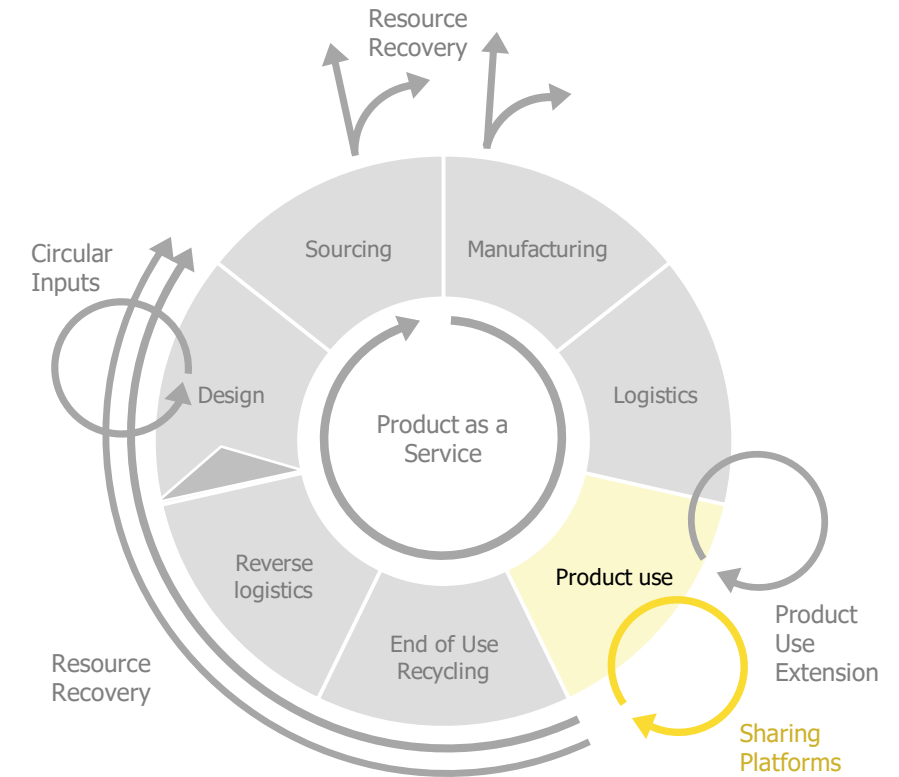 Resource
Recovery
Circular
Inputs
Sourcing
Manufacturing
Design
Logistics
Product as a
Service
Reverse
logistics
Product use
End of Use
Recycling
Product
Use
Extension
Resource
Recovery
Sharing
Platforms